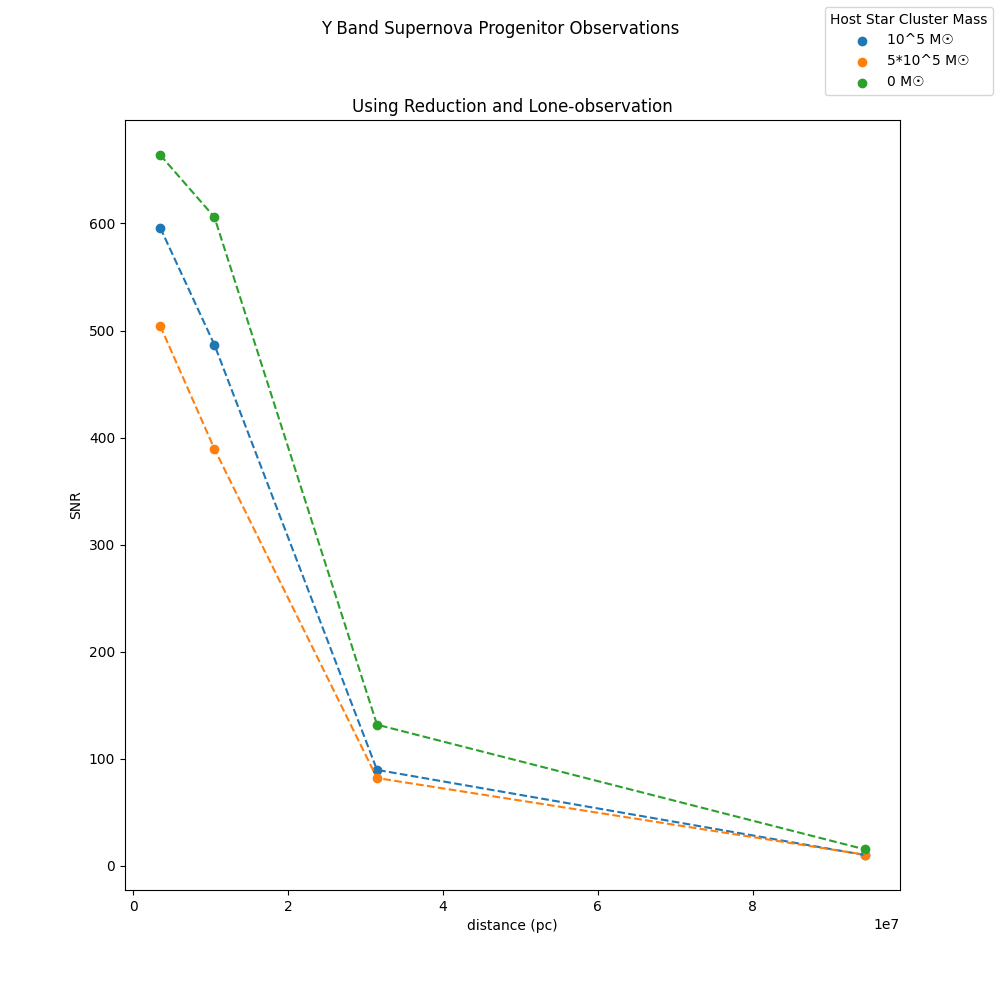 Y Band Supernova Progenitor Observations
Host Star Cluster Mass
10^5 M☉
5*10^5 M☉
0 M☉
Using Reduction and Lone-observation
600
500
400
300
200
100
0
SNR
0 2 4 6 8
1e7
distance (pc)